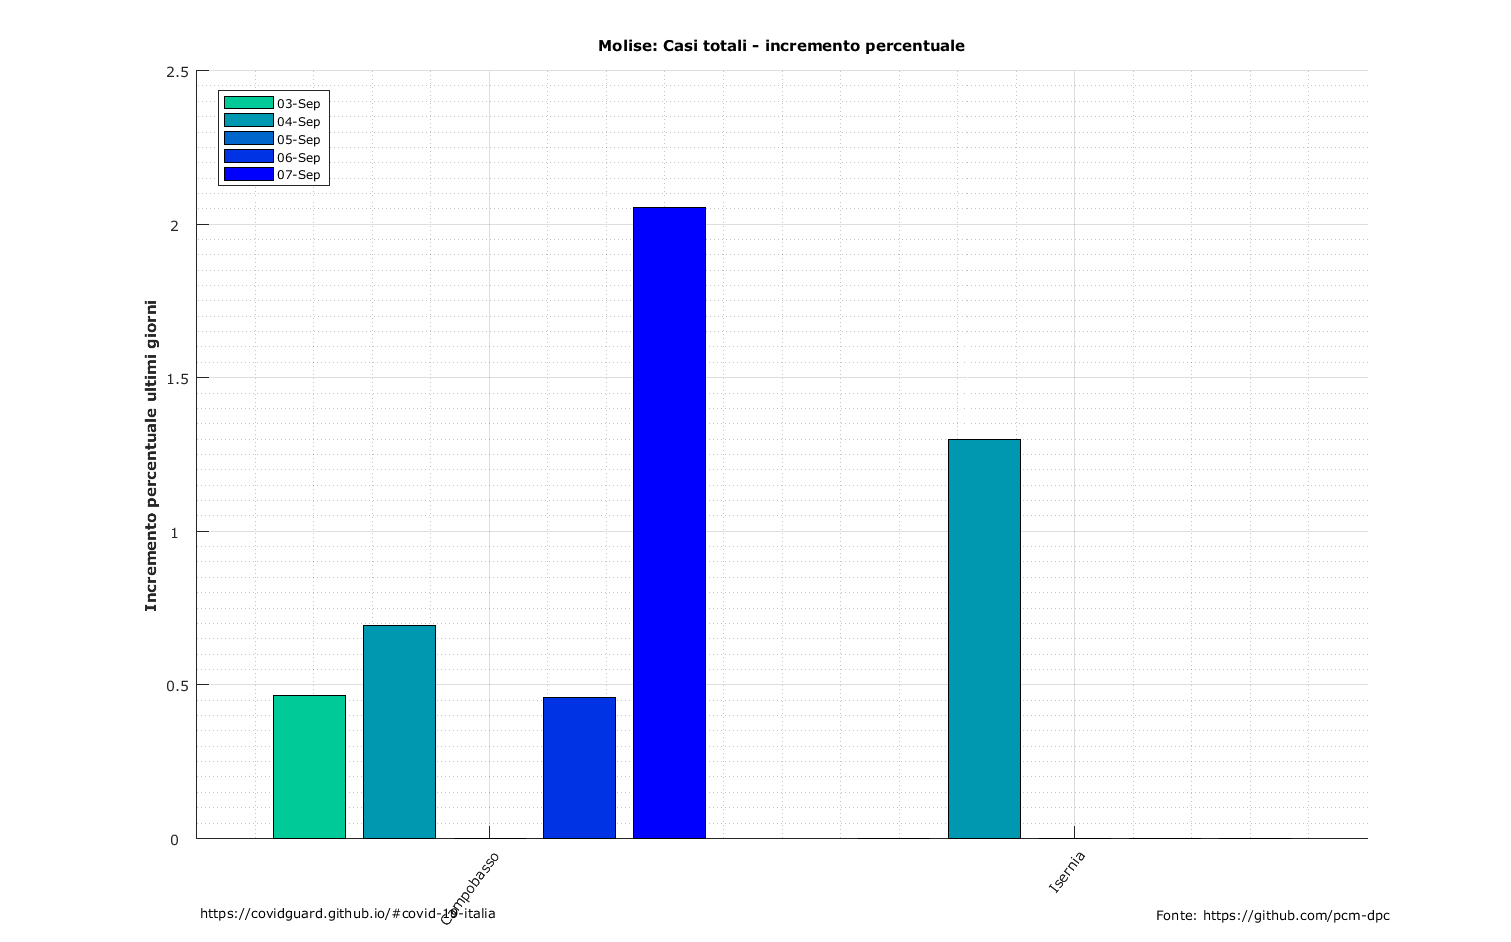 Molise: Casi totali - incremento percentuale
2.5
2
1.5
1
0.5
0
Incremento percentuale ultimi giorni
03-Sep
04-Sep
05-Sep
06-Sep
07-Sep
Campobasso
Isernia
https://covidguard.github.io/#covid-19-italia
Fonte: https://github.com/pcm-dpc